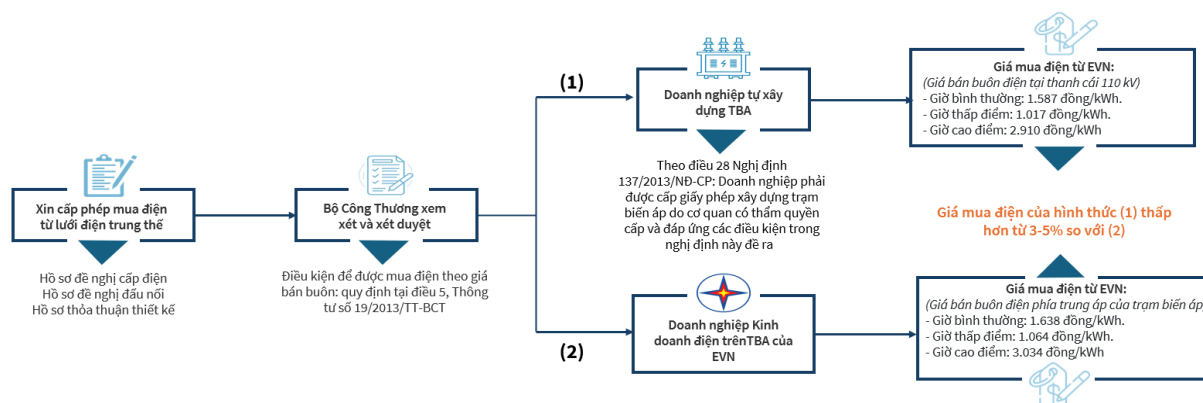 Xin cấp phép mua điện
từ lưới điện trung thế
Hồ sơ đề nghị cấp điện
Hồ sơ đề nghị đấu nối
Hồ sơ thỏa thuận thiết kế
Bộ Công Thương xem
xét và xét duyệt
Điều kiện để được mua điện theo giá
bán buôn: quy định tại điều 5, Thông
tư số 19/2013/TT-BCT
(1)
Doanh nghiệp tự xây
dựng TBA
Theo điều 28 Nghị định
137/2013/NĐ-CP: Doanh nghiệp phải
được cấp giấy phép xây dựng trạm
biến áp do cơ quan có thẩm quyền
cấp và đáp ứng các điều kiện trong
nghị định này đề ra
(2)
Doanh nghiệp Kinh
doanh điện trênTBA của
EVN
Giá mua điện từ EVN:
(Giá bán buôn điện tại thanh cái 110 kV)
- Giờ bình thường: 1.587 đồng/kWh.
- Giờ thấp điểm: 1.017 đồng/kWh.
- Giờ cao điểm: 2.910 đồng/kWh
Giá mua điện của hình thức (1) thấp
hơn từ 3-5% so với (2)
Giá mua điện từ EVN:
(Giá bán buôn điện phía trung áp của trạm biến áp)
- Giờ bình thường: 1.638 đồng/kWh.
- Giờ thấp điểm: 1.064 đồng/kWh.
- Giờ cao điểm: 3.034 đồng/kWh